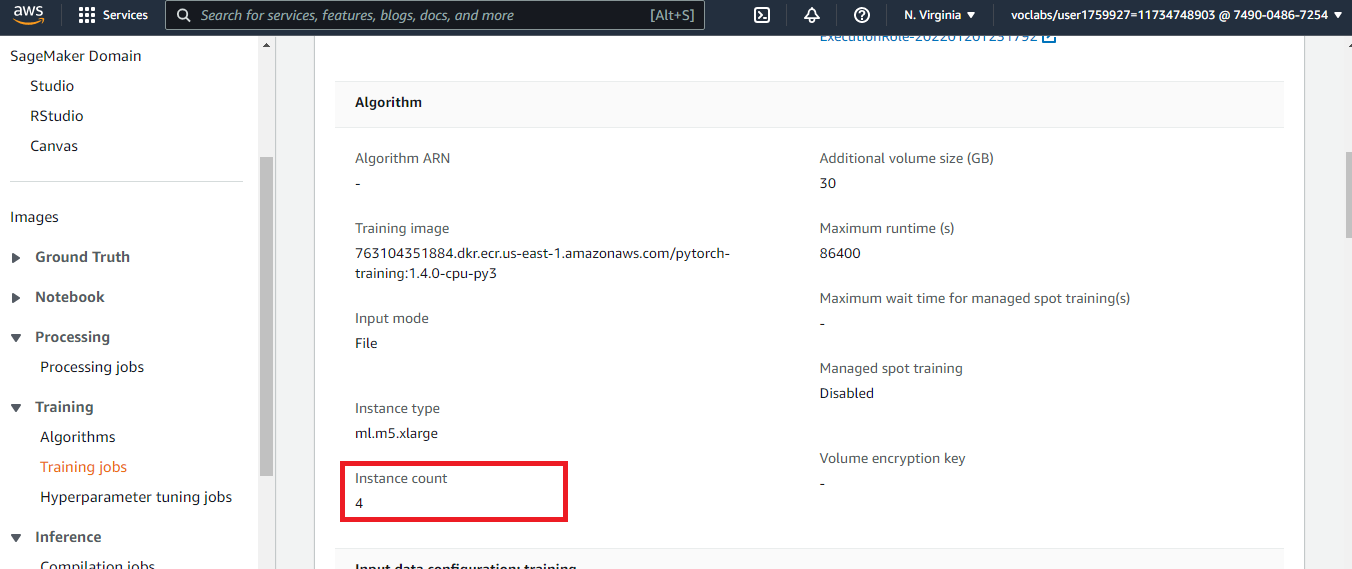 aws
Services
Search for services, features, blogs, docs, and more
[Alt+S]
N. Virginia
voclabs/user1759927=11734748903 @ 7490-0486-7254
SageMaker Domain
Studio
RStudio
Canvas
Images
Ground Truth
Notebook
Processing
Processing jobs
Training
Algorithms
Training jobs
Hyperparameter tuning jobs
Inference
Compilation jobs
ExecutionRole-20220120T231792
Algorithm
Algorithm ARN
-
Training image
763104351884.dkr.ecr.us-east-1.amazonaws.com/pytorch-
training:1.4.0-cpu-py3
Input mode
File
Instance type
ml.m5.xlarge
Instance count
4
Additional volume size (GB)
30
Maximum runtime (s)
86400
Maximum wait time for managed spot training(s)
-
Managed spot training
Disabled
Volume encryption key
-
Input data configuration: training